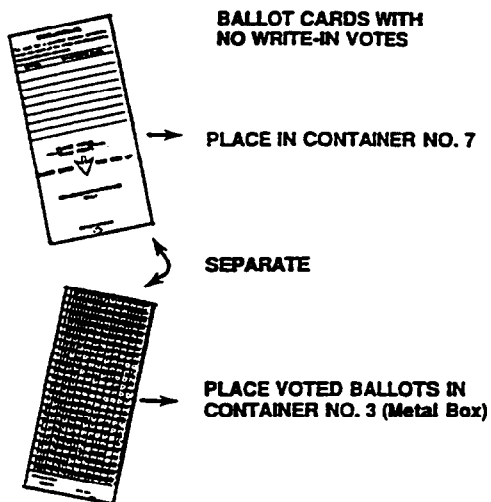 BALLOT CARDS WITH
NO WRITE-IN VOTES
PLACE IN CONTAINER NO. 7
SEPARATE
PLACE VOTED BALLOTS IN
CONTAINER NO. 3 (Metal Box)